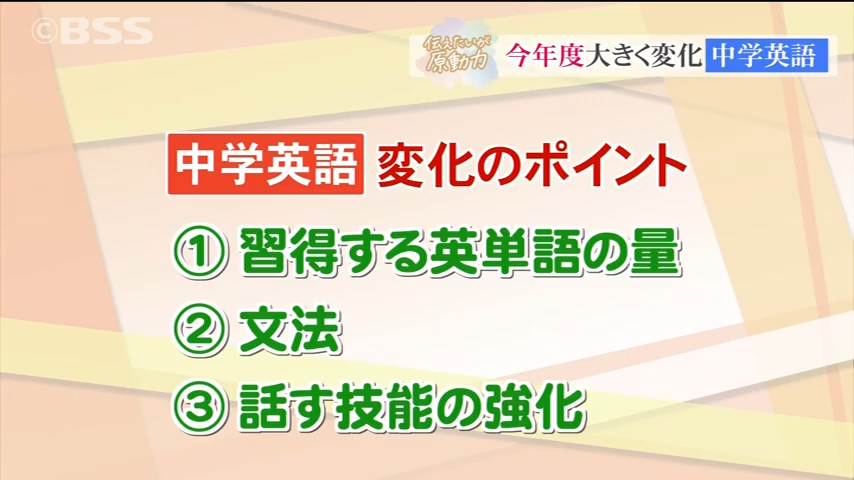 ©BSS
伝えたいが
原動力
今年度大きく変化 中学英語
中学英語 変化のポイント
① 習得する英単語の量
② 文法
③ 話す技能の強化